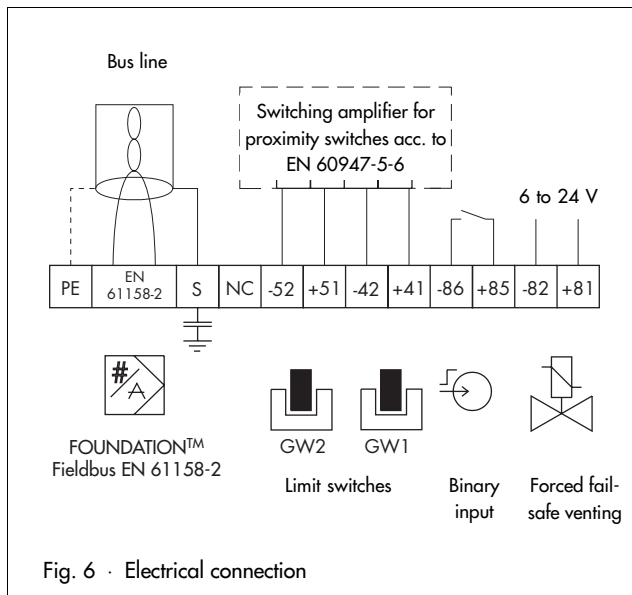 Bus line
Switching amplifier for
proximity switches acc. to
EN 60947-5-6
6 to 24 V
PE
EN
61158-2
S
NC
-52
+51
-42
+41
-86
+85
-82
+81
#
A
FOUNDATION™
Fieldbus EN 61158-2
GW2
GW1
Limit switches
Binary
input
Forced fail-
safe venting
Fig. 6 · Electrical connection